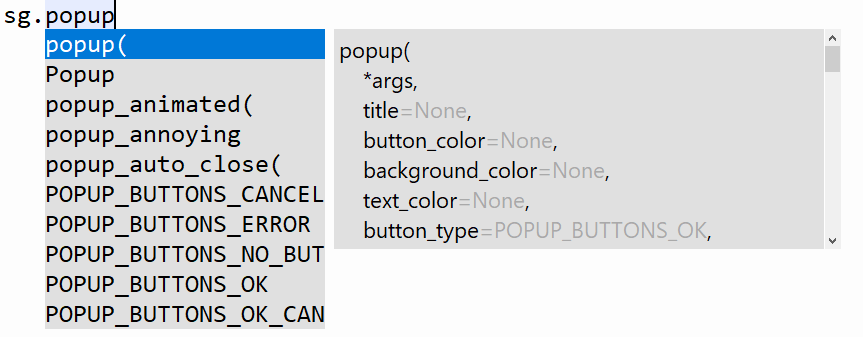 sg.popup
popup(
Popup
popup_animated(
popup_annoying
popup_auto_close(
POPUP_BUTTONS_CANCEL
POPUP_BUTTONS_ERROR
POPUP_BUTTONS_NO_BUT
POPUP_BUTTONS_OK
POPUP_BUTTONS_OK_CAN
popup(
*args,
title=None,
button_color=None,
background_color=None,
text_color=None,
button_type=POPUP_BUTTONS_OK,